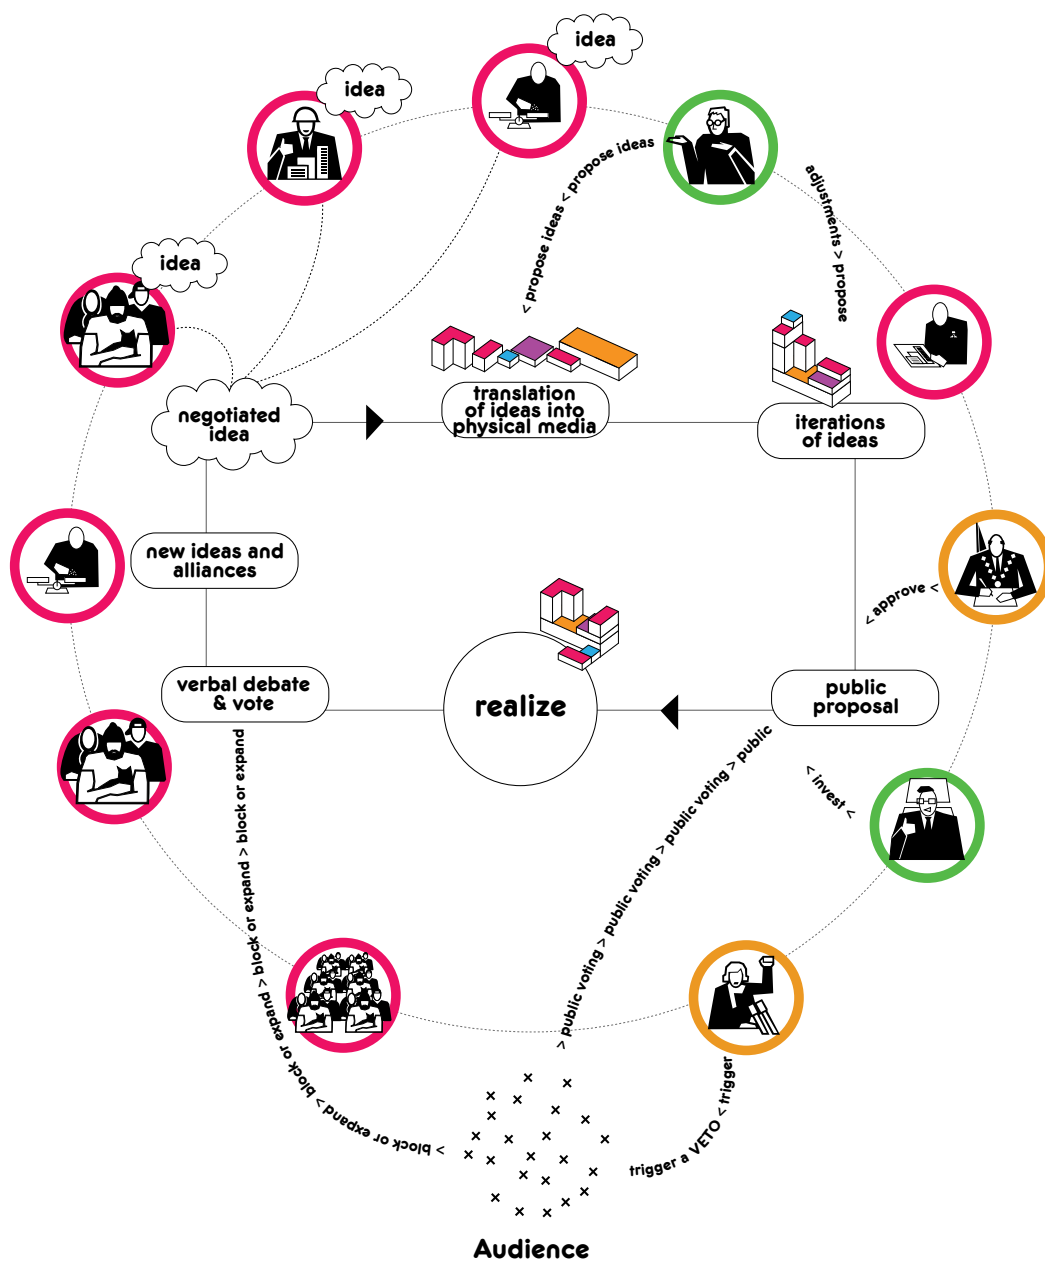 idea
idea
idea
< propose ideas < propose ideas
adjustments > propose
negotiated
idea
translation
of ideas into
physical media
iterations
of ideas
new ideas and
alliances
< approve <
verbal debate
& vote
realize
public
proposal
< invest <
> block or expand > block or expand > block or expand > block or expand
> public voting > public voting > public voting > public
trigger a VETO < trigger
Audience